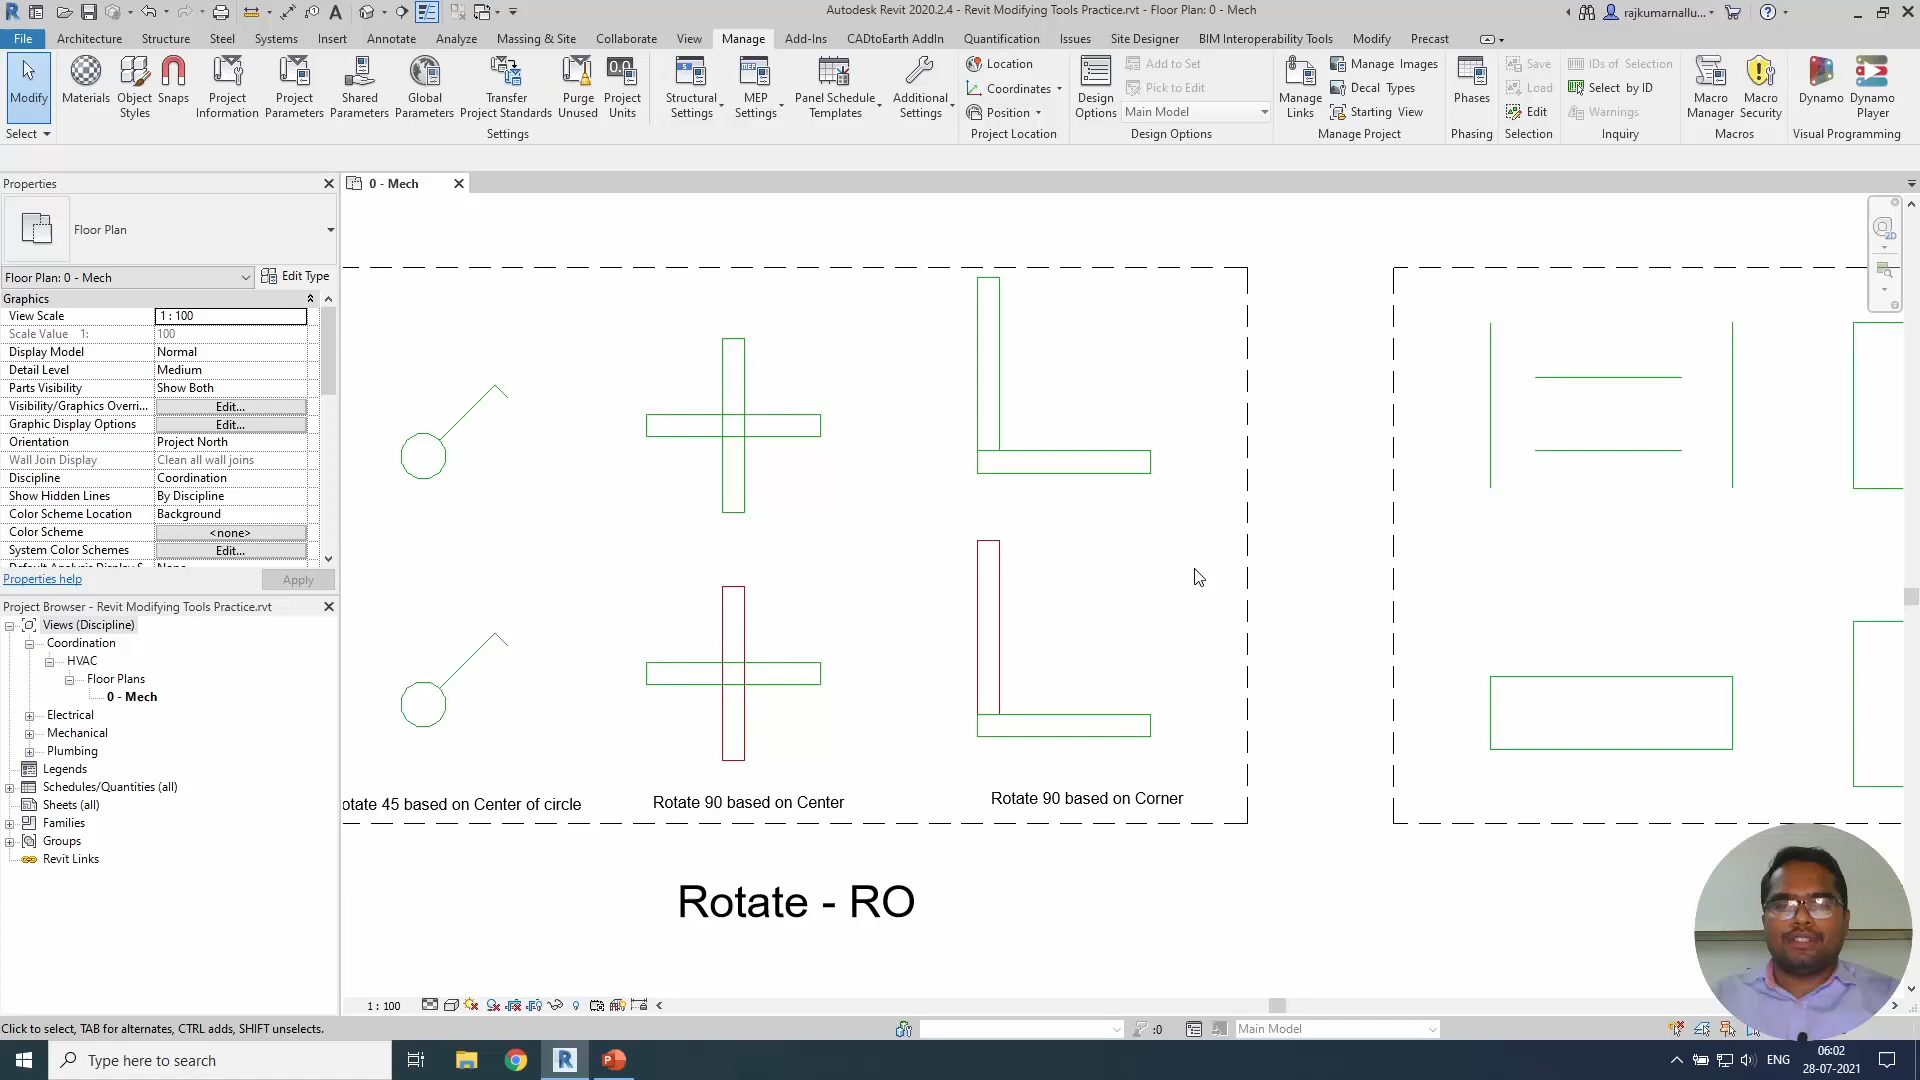 Autodesk Revit 2020.2.4 - Revit Modifying Tools Practice.rvt - Floor Plan: 0 - Mech
rajkumarnallu...
File Architecture Structure Steel Systems Insert Annotate Analyze Massing & Site Collaborate View Manage Add-Ins CADtoEarth AddIn Quantification Issues Site Designer BIM Interoperability Tools Modify Precast
Modify
Materials
Object Styles
Snaps
Project Information
Project Parameters
Shared Parameters
Global Parameters
Transfer Project Standards
Purge Unused
Project Units
Structural Settings
MEP Settings
Panel Schedule Templates
Additional Settings
Location
Coordinates
Position
Design Options
Add to Set
Pick to Edit
Main Model
Manage Links
Manage Images
Decal Types
Starting View
Phases
Save
Load
Edit
IDs of Selection
Select by ID
Warnings
Macro Manager
Macro Security
Dynamo
Dynamo Player
Select Settings Project Location Design Options Manage Project Phasing Selection Inquiry Macros Visual Programming
Properties
0 - Mech
Floor Plan
Floor Plan: 0 - Mech Edit Type
Graphics
View Scale 1 : 100
Scale Value 1: 100
Display Model Normal
Detail Level Medium
Parts Visibility Show Both
Visibility/Graphics Overri... Edit...
Graphic Display Options Edit...
Orientation Project North
Wall Join Display Clean all wall joins
Discipline Coordination
Show Hidden Lines By Discipline
Color Scheme Location Background
Color Scheme <none>
System Color Schemes Edit...
Properties help Apply
Project Browser - Revit Modifying Tools Practice.rvt
Views (Discipline)
Coordination
HVAC
Floor Plans
0 - Mech
Electrical
Mechanical
Plumbing
Legends
Schedules/Quantities (all)
Sheets (all)
Families
Groups
Revit Links
2D
otate 45 based on Center of circle
Rotate 90 based on Center
Rotate 90 based on Corner
Rotate - RO
1 : 100
Click to select, TAB for alternates, CTRL adds, SHIFT unselects.
:0
Main Model
Type here to search
ENG
06:02
28-07-2021